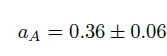 a_A = 0.36 ± 0.06